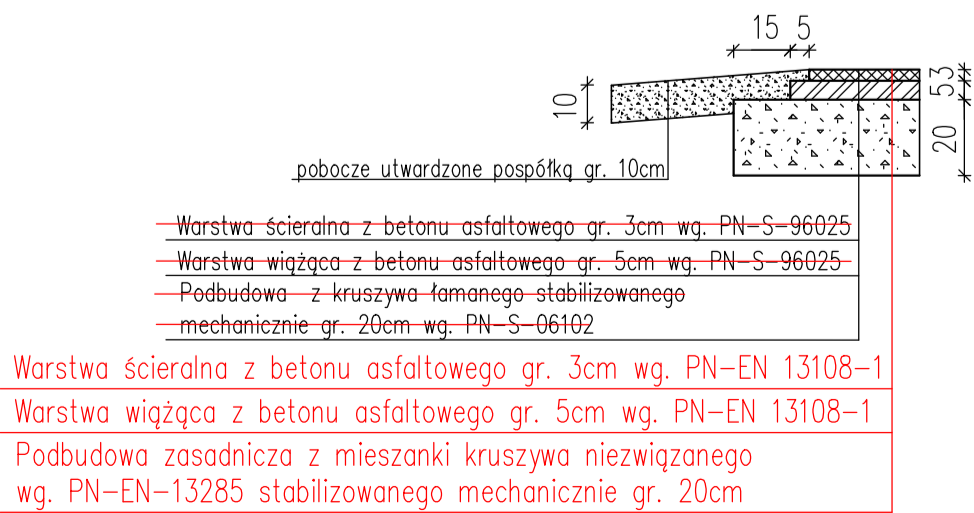 15 5
10
53
20
pobocze utwardzone pospółką gr. 10cm
Warstwa ścieralna z betonu asfaltowego gr. 3cm wg. PN-S-96025
Warstwa wiążąca z betonu asfaltowego gr. 5cm wg. PN-S-96025
Podbudowa z kruszywa łamanego stabilizowanego
mechanicznie gr. 20cm wg. PN-S-06102
Warstwa ścieralna z betonu asfaltowego gr. 3cm wg. PN-EN 13108-1
Warstwa wiążąca z betonu asfaltowego gr. 5cm wg. PN-EN 13108-1
Podbudowa zasadnicza z mieszanki kruszywa niezwiązanego
wg. PN-EN-13285 stabilizowanego mechanicznie gr. 20cm